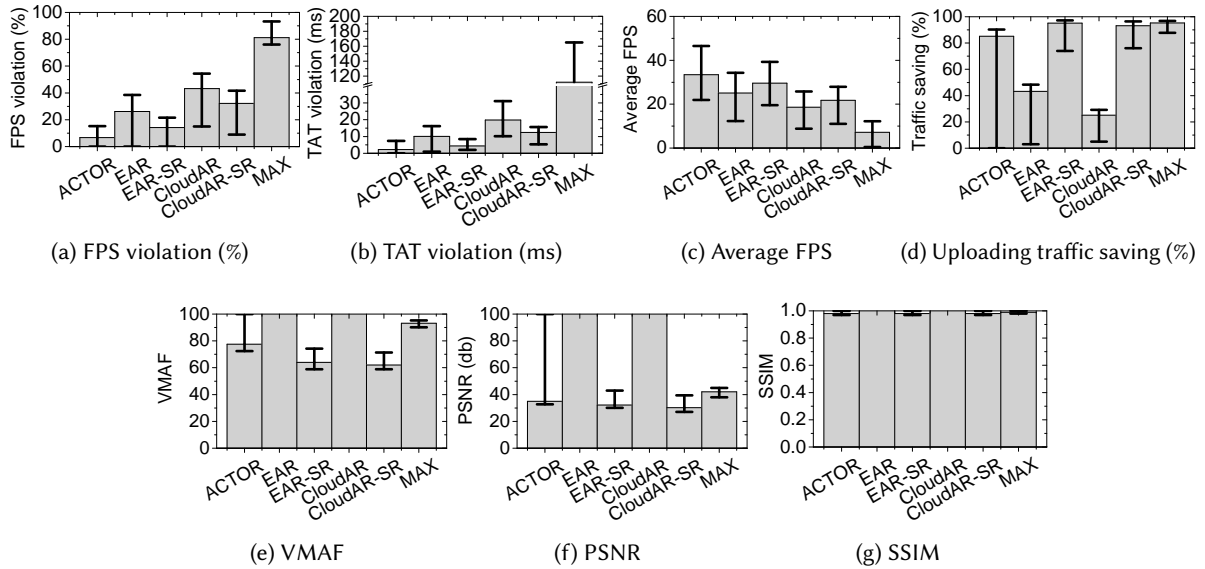 FPS violation (%)
100
80
60
40
20
0
ACTOR
EAR
EAR-SR
CloudAR
CloudAR-SR
MAX
(a) FPS violation (%)
TAT violation (ms)
200
160
120
30
20
10
0
ACTOR
EAR
EAR-SR
CloudAR
CloudAR-SR
MAX
(b) TAT violation (ms)
Average FPS
60
40
20
0
ACTOR
EAR
EAR-SR
CloudAR
CloudAR-SR
MAX
(c) Average FPS
Traffic saving (%)
100
80
60
40
20
0
ACTOR
EAR
EAR-SR
CloudAR
CloudAR-SR
MAX
(d) Uploading traffic saving (%)
VMAF
100
80
60
40
20
0
ACTOR
EAR
EAR-SR
CloudAR
CloudAR-SR
MAX
(e) VMAF
PSNR (db)
100
80
60
40
20
0
ACTOR
EAR
EAR-SR
CloudAR
CloudAR-SR
MAX
(f) PSNR
SSIM
1.0
0.8
0.6
0.4
0.2
0.0
ACTOR
EAR
EAR-SR
CloudAR
CloudAR-SR
MAX
(g) SSIM